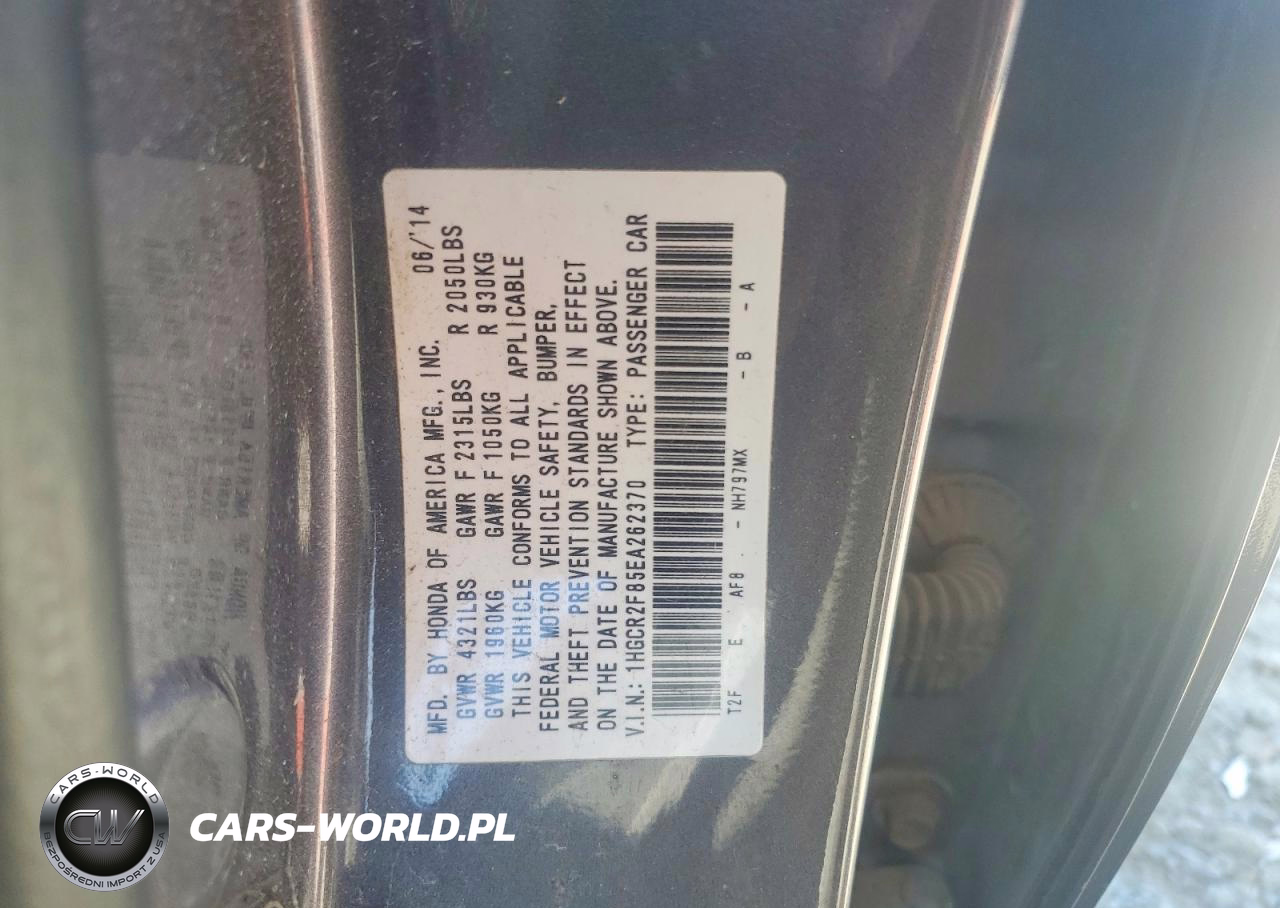 MFD. BY HONDA OF AMERICA MFG., INC. 06/'14
GVWR 4321LBS GAWR F 2315LBS R 2050LBS
GVWR 1960KG GAWR F 1050KG R 930KG
THIS VEHICLE CONFORMS TO ALL APPLICABLE
FEDERAL MOTOR VEHICLE SAFETY, BUMPER,
AND THEFT PREVENTION STANDARDS IN EFFECT
ON THE DATE OF MANUFACTURE SHOWN ABOVE.
V.I.N.: 1HGCR2F85EA262370 TYPE: PASSENGER CAR
T2F E AF8 - NH797MX - B - A
CARS-WORLD
CW
BEZPOŚREDNI IMPORT Z USA
CARS-WORLD.PL